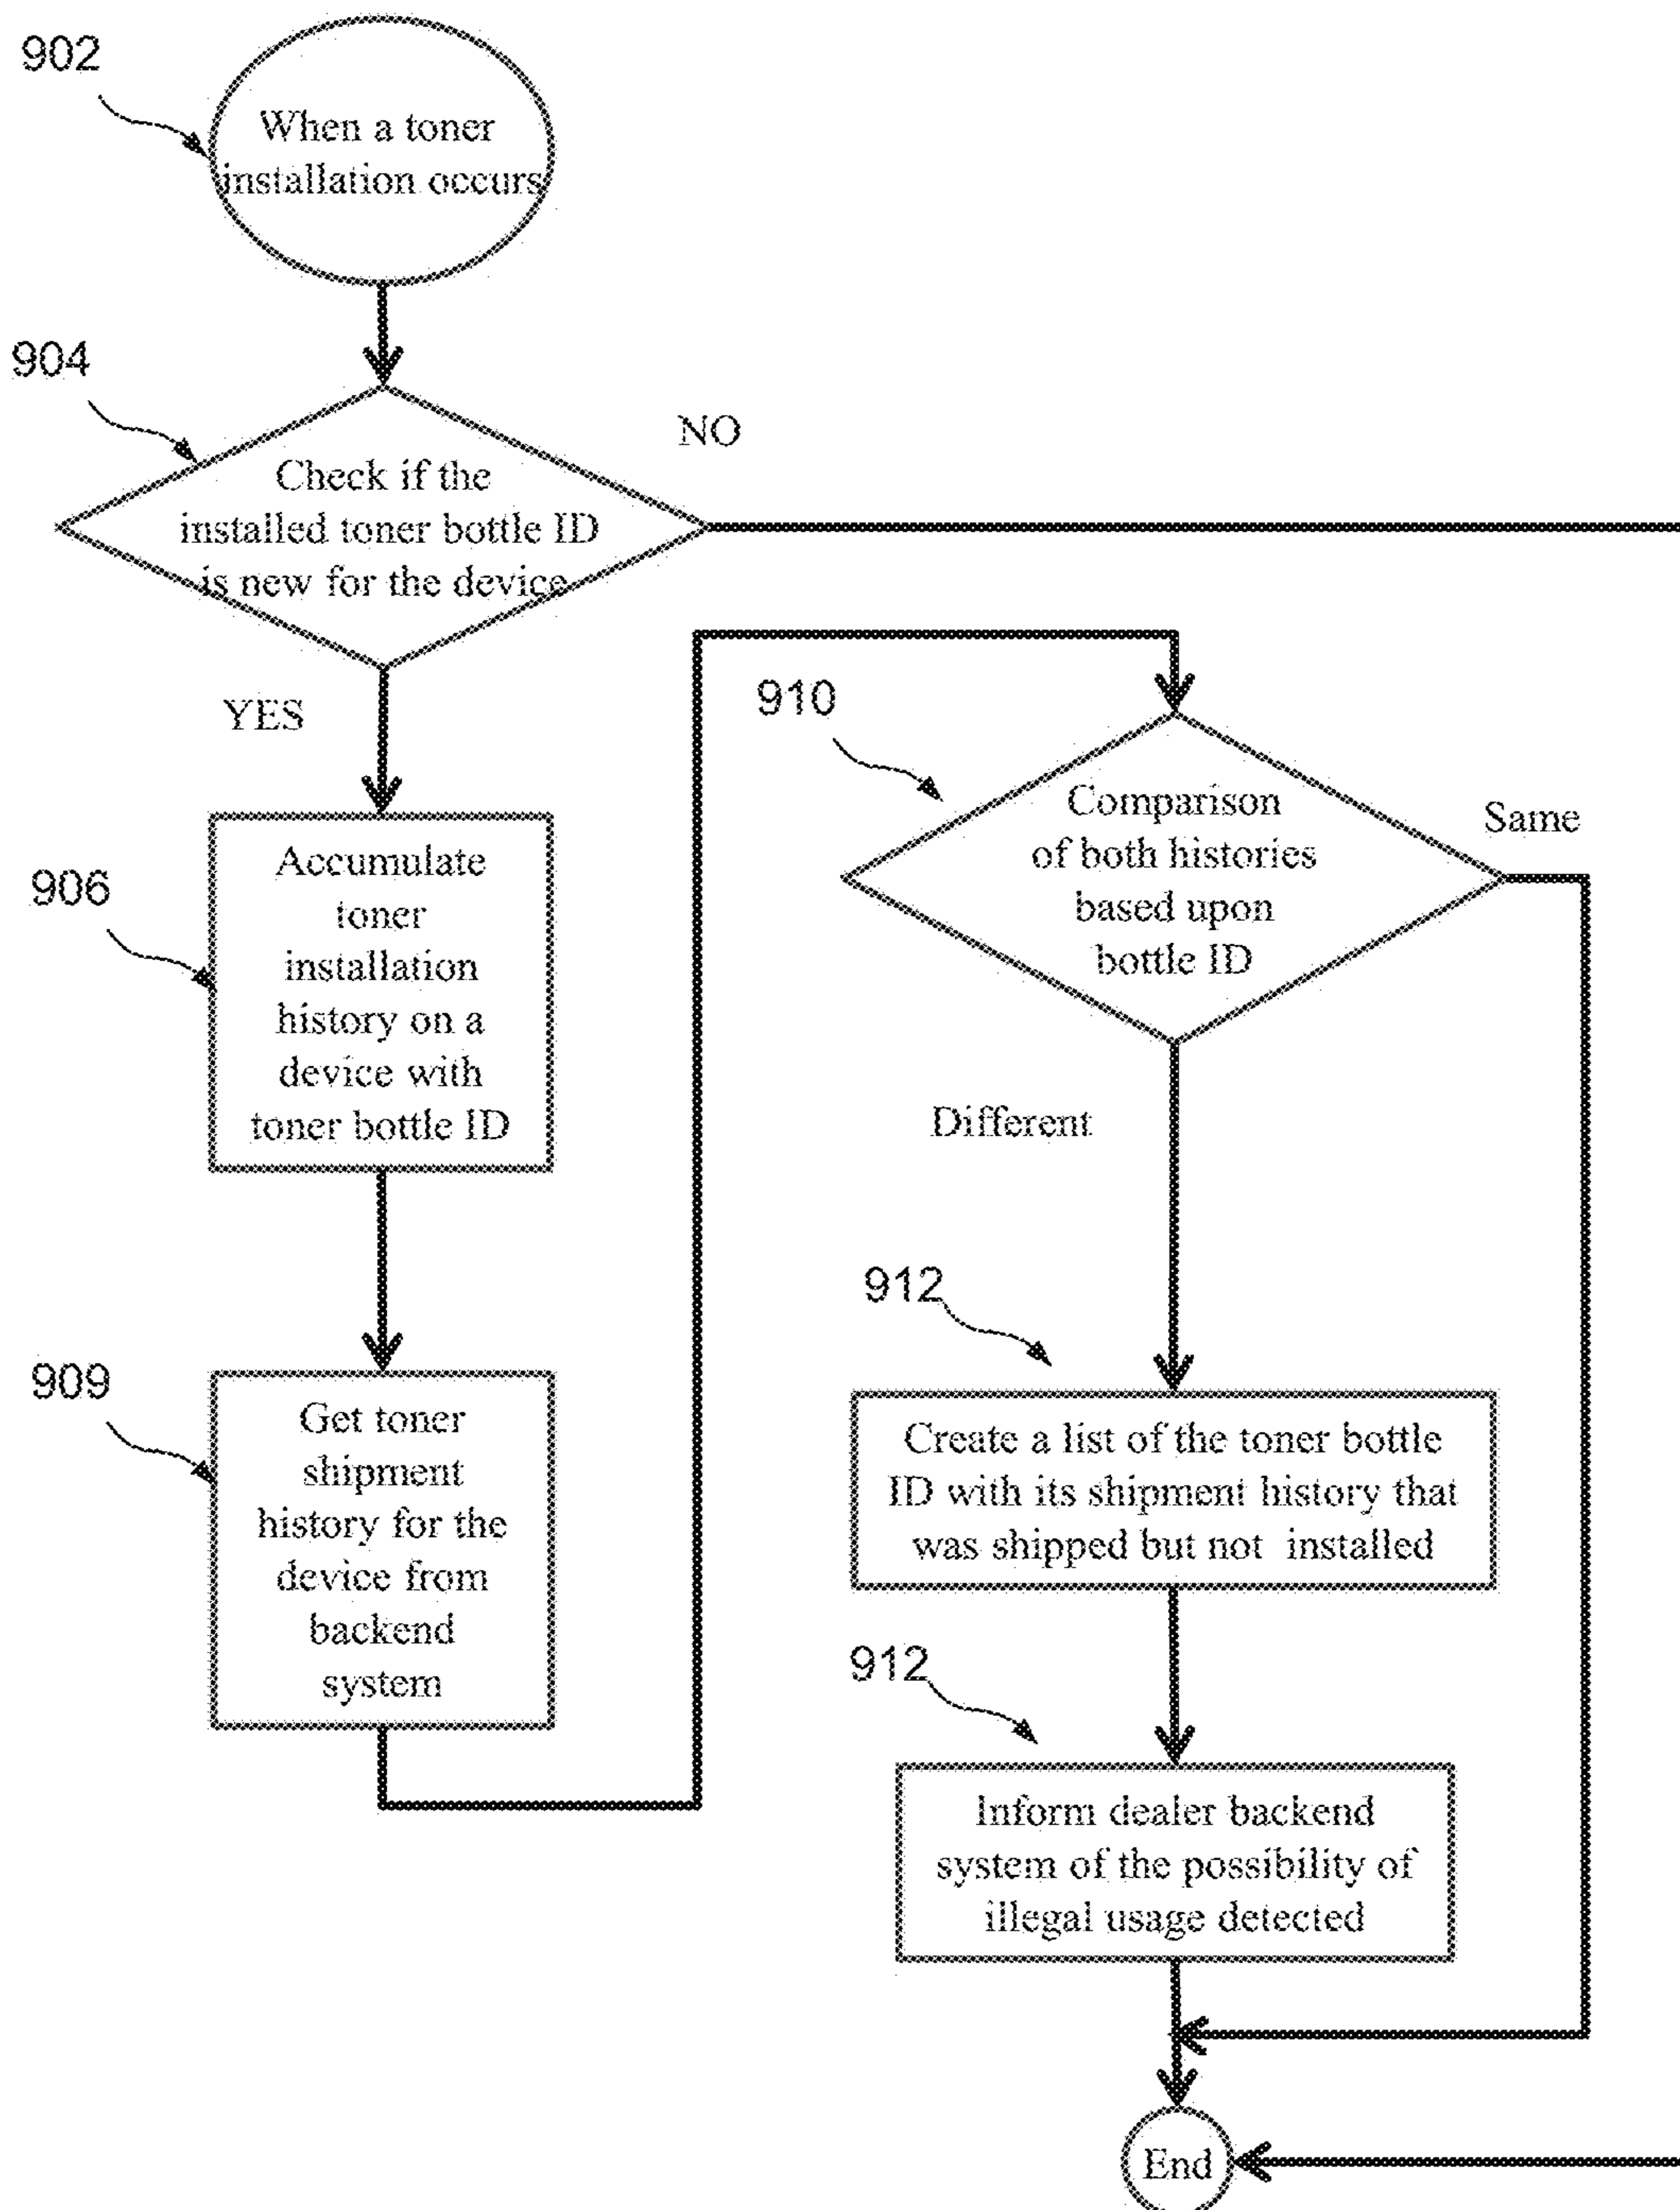 902
When a toner
installation occurs
904
NO
Check if the
installed toner bottle ID
is new for the device
YES
906
Accumulate
toner
installation
history on a
device with
toner bottle ID
909
Get toner
shipment
history for the
device from
backend
system
910
Comparison
of both histories
based upon
bottle ID
Same
Different
912
Create a list of the toner bottle
ID with its shipment history that
was shipped but not installed
912
Inform dealer backend
system of the possibility of
illegal usage detected
End